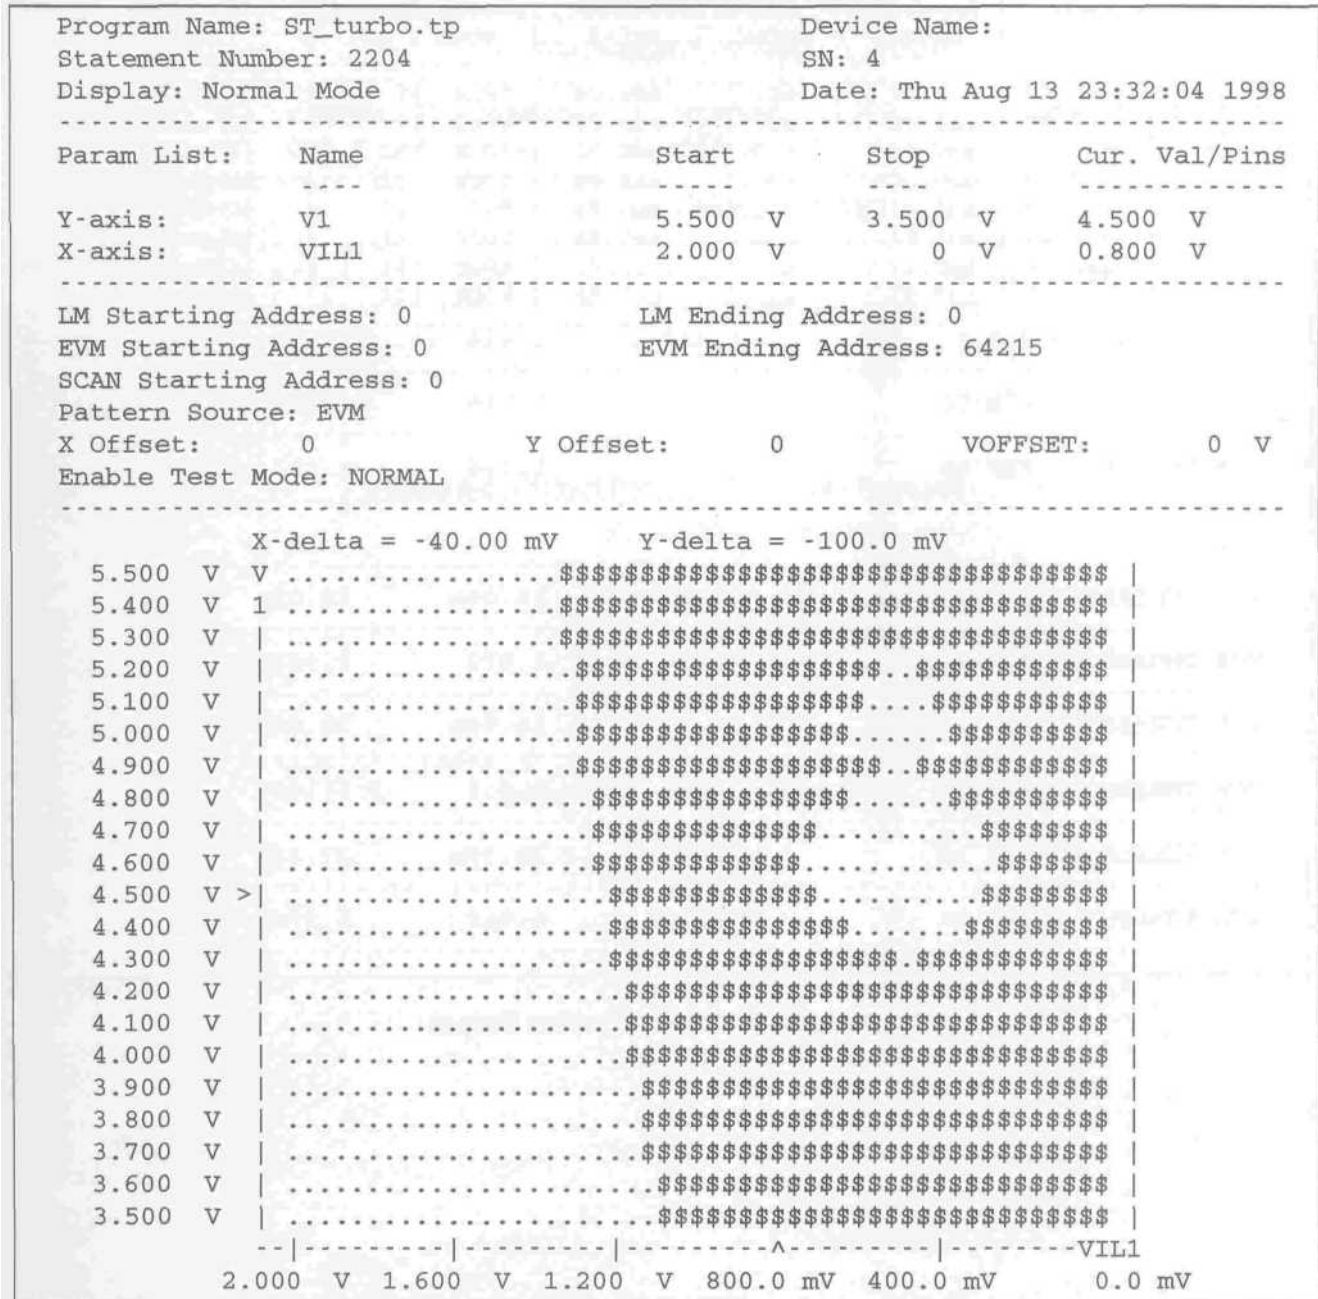 Program Name: ST_turbo.tp Device Name:
Statement Number: 2204 SN: 4
Display: Normal Mode Date: Thu Aug 13 23:32:04 1998
Param List: Name Start Stop Cur. Val/Pins
Y-axis: V1 5.500 V 3.500 V 4.500 V
X-axis: VIL1 2.000 V 0 V 0.800 V
LM Starting Address: 0 LM Ending Address: 0
EVM Starting Address: 0 EVM Ending Address: 64215
SCAN Starting Address: 0
Pattern Source: EVM
X Offset: 0 Y Offset: 0 VOFFSET: 0 V
Enable Test Mode: NORMAL
X-delta = -40.00 mV Y-delta = -100.0 mV
5.500 V V .................$$$$$$$$$$$$$$$$$$$$$$$$$$$$$$$$$$ |
5.400 V 1 .................$$$$$$$$$$$$$$$$$$$$$$$$$$$$$$$$$$ |
5.300 V | .................$$$$$$$$$$$$$$$$$$$$$$$$$$$$$$$$$$ |
5.200 V | ..................$$$$$$$$$$$$$$$$$$$..$$$$$$$$$$$$ |
5.100 V | ..................$$$$$$$$$$$$$$$$$$....$$$$$$$$$$$ |
5.000 V | ..................$$$$$$$$$$$$$$$$$......$$$$$$$$$$ |
4.900 V | ..................$$$$$$$$$$$$$$$$$$$..$$$$$$$$$$$$ |
4.800 V | ...................$$$$$$$$$$$$$$$$......$$$$$$$$$$ |
4.700 V | ...................$$$$$$$$$$$$$$..........$$$$$$$$ |
4.600 V | ...................$$$$$$$$$$$$$............$$$$$$$ |
4.500 V >| ....................$$$$$$$$$$$$$..........$$$$$$$$ |
4.400 V | ....................$$$$$$$$$$$$$$$.......$$$$$$$$$ |
4.300 V | ....................$$$$$$$$$$$$$$$$$$.$$$$$$$$$$$$ |
4.200 V | .....................$$$$$$$$$$$$$$$$$$$$$$$$$$$$$$ |
4.100 V | .....................$$$$$$$$$$$$$$$$$$$$$$$$$$$$$$ |
4.000 V | .....................$$$$$$$$$$$$$$$$$$$$$$$$$$$$$$ |
3.900 V | ......................$$$$$$$$$$$$$$$$$$$$$$$$$$$$$ |
3.800 V | ......................$$$$$$$$$$$$$$$$$$$$$$$$$$$$$ |
3.700 V | ......................$$$$$$$$$$$$$$$$$$$$$$$$$$$$$ |
3.600 V | .......................$$$$$$$$$$$$$$$$$$$$$$$$$$$$ |
3.500 V | .......................$$$$$$$$$$$$$$$$$$$$$$$$$$$$ |
--|---------|---------|---------^---------|---------VIL1
2.000 V 1.600 V 1.200 V 800.0 mV 400.0 mV 0.0 mV